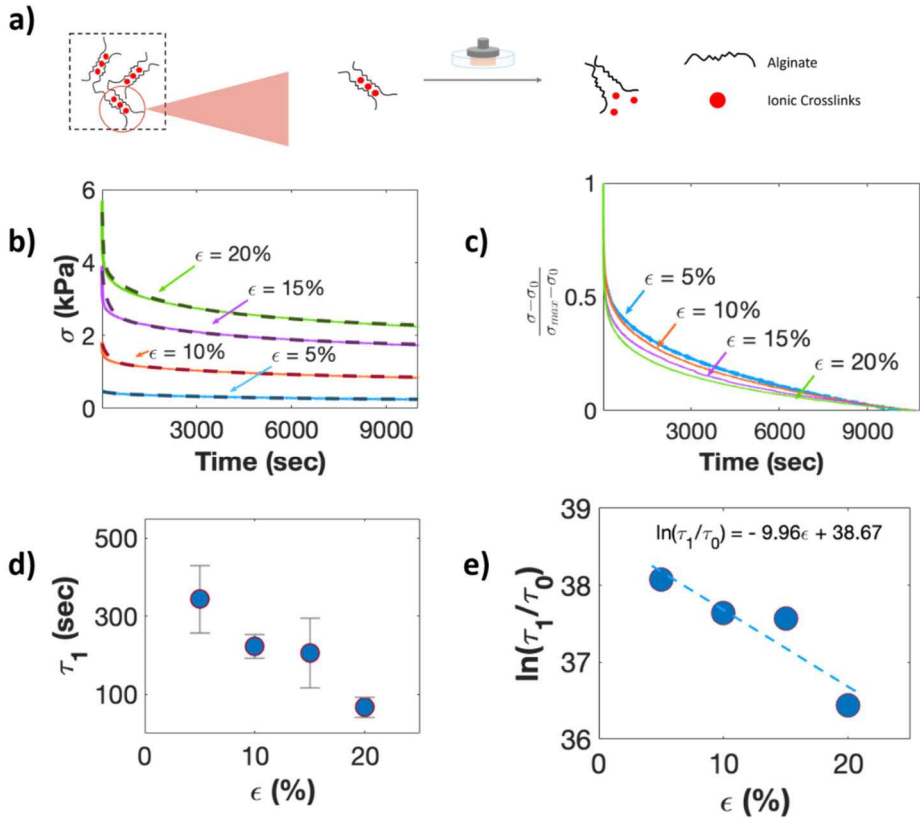 a)
Alginate
Ionic Crosslinks
b)
6
4
2
0
σ (kPa)
ϵ = 20%
ϵ = 15%
ϵ = 10%
ϵ = 5%
3000 6000 9000
Time (sec)
c)
1
0.5
0
σ − σ0
σmax − σ0
ϵ = 5%
ϵ = 10%
ϵ = 15%
ϵ = 20%
3000 6000 9000
Time (sec)
d)
500
300
100
τ1 (sec)
0 10 20
ϵ (%)
e)
39
38
37
36
ln(τ1/τ0)
ln(τ1/τ0) = - 9.96ϵ + 38.67
0 10 20
ϵ (%)